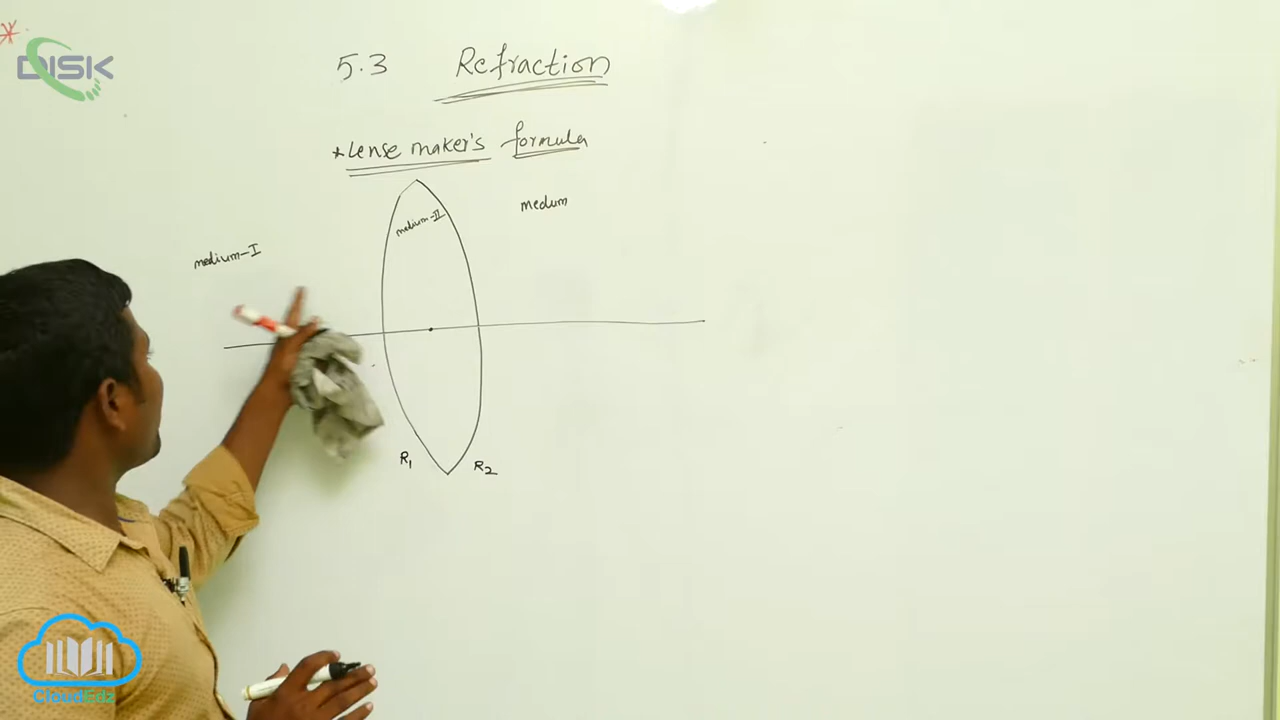 DISK
5.3 Refraction
*Lense maker's formula
medium-II
medum
medium-I
R1 R2
CloudEdz